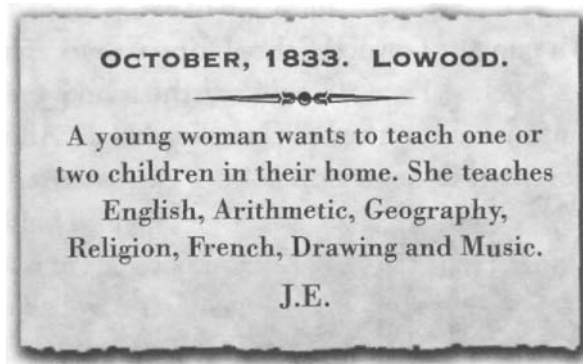 OCTOBER, 1833. LOWOOD.
A young woman wants to teach one or
two children in their home. She teaches
English, Arithmetic, Geography,
Religion, French, Drawing and Music.
J.E.